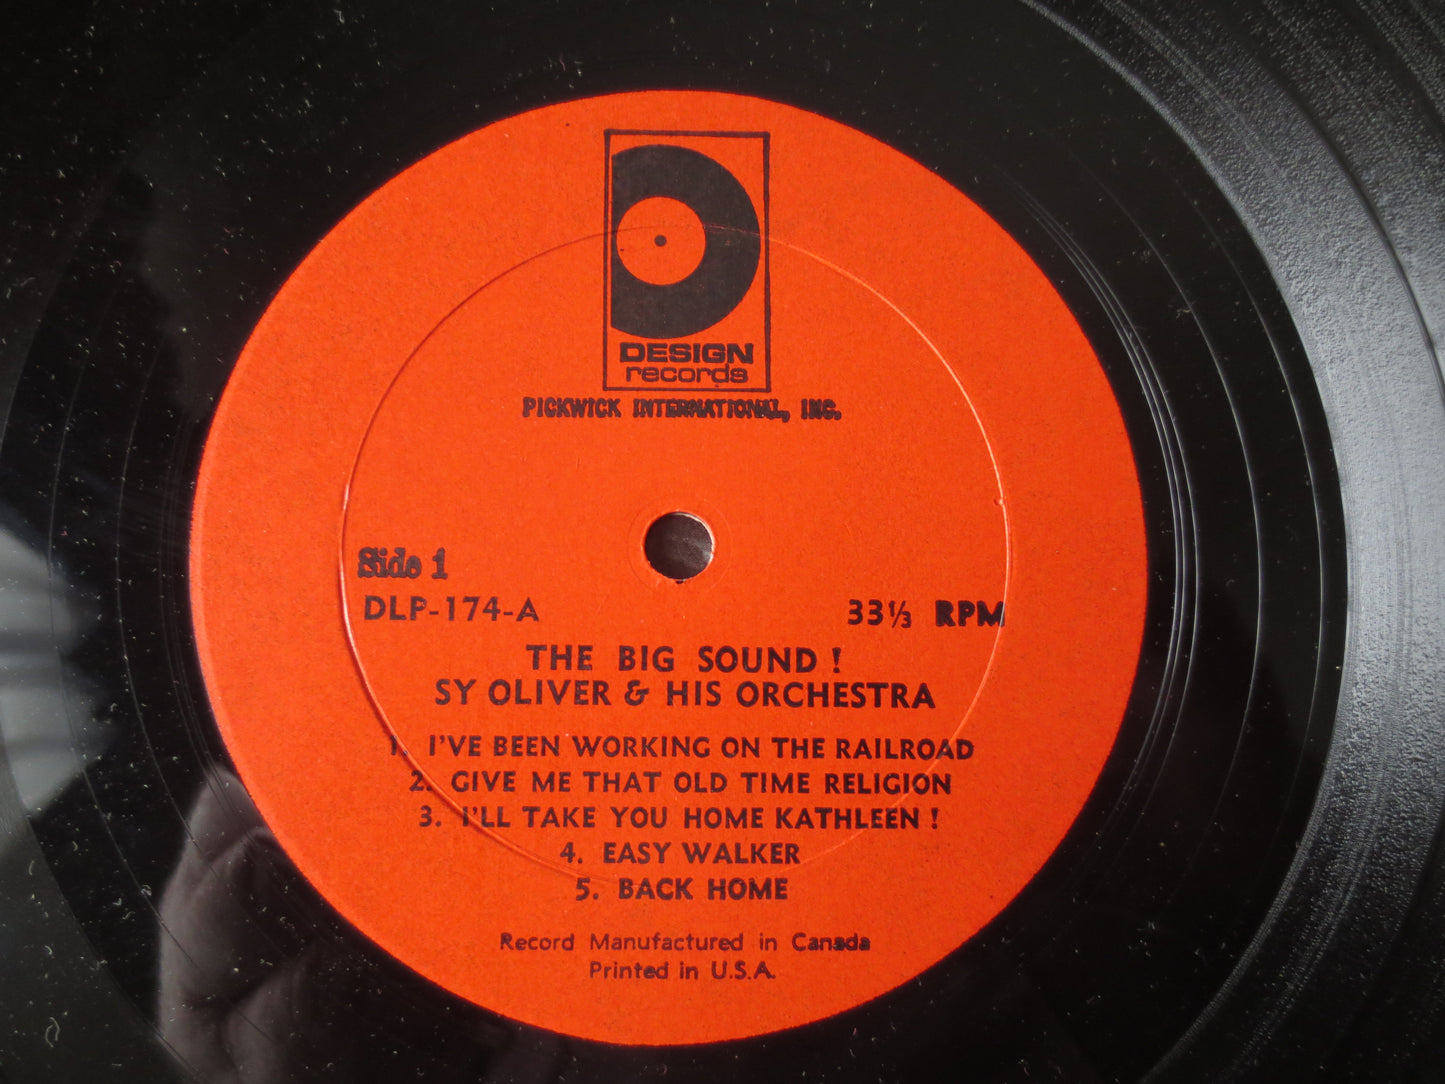 DESIGN
records
PICKWICK INTERNATIONAL, INC.
Side 1
DLP-174-A 33⅓ RPM
THE BIG SOUND !
SY OLIVER & HIS ORCHESTRA
1. I'VE BEEN WORKING ON THE RAILROAD
2. GIVE ME THAT OLD TIME RELIGION
3. I'LL TAKE YOU HOME KATHLEEN !
4. EASY WALKER
5. BACK HOME
Record Manufactured in Canada
Printed in U.S.A.